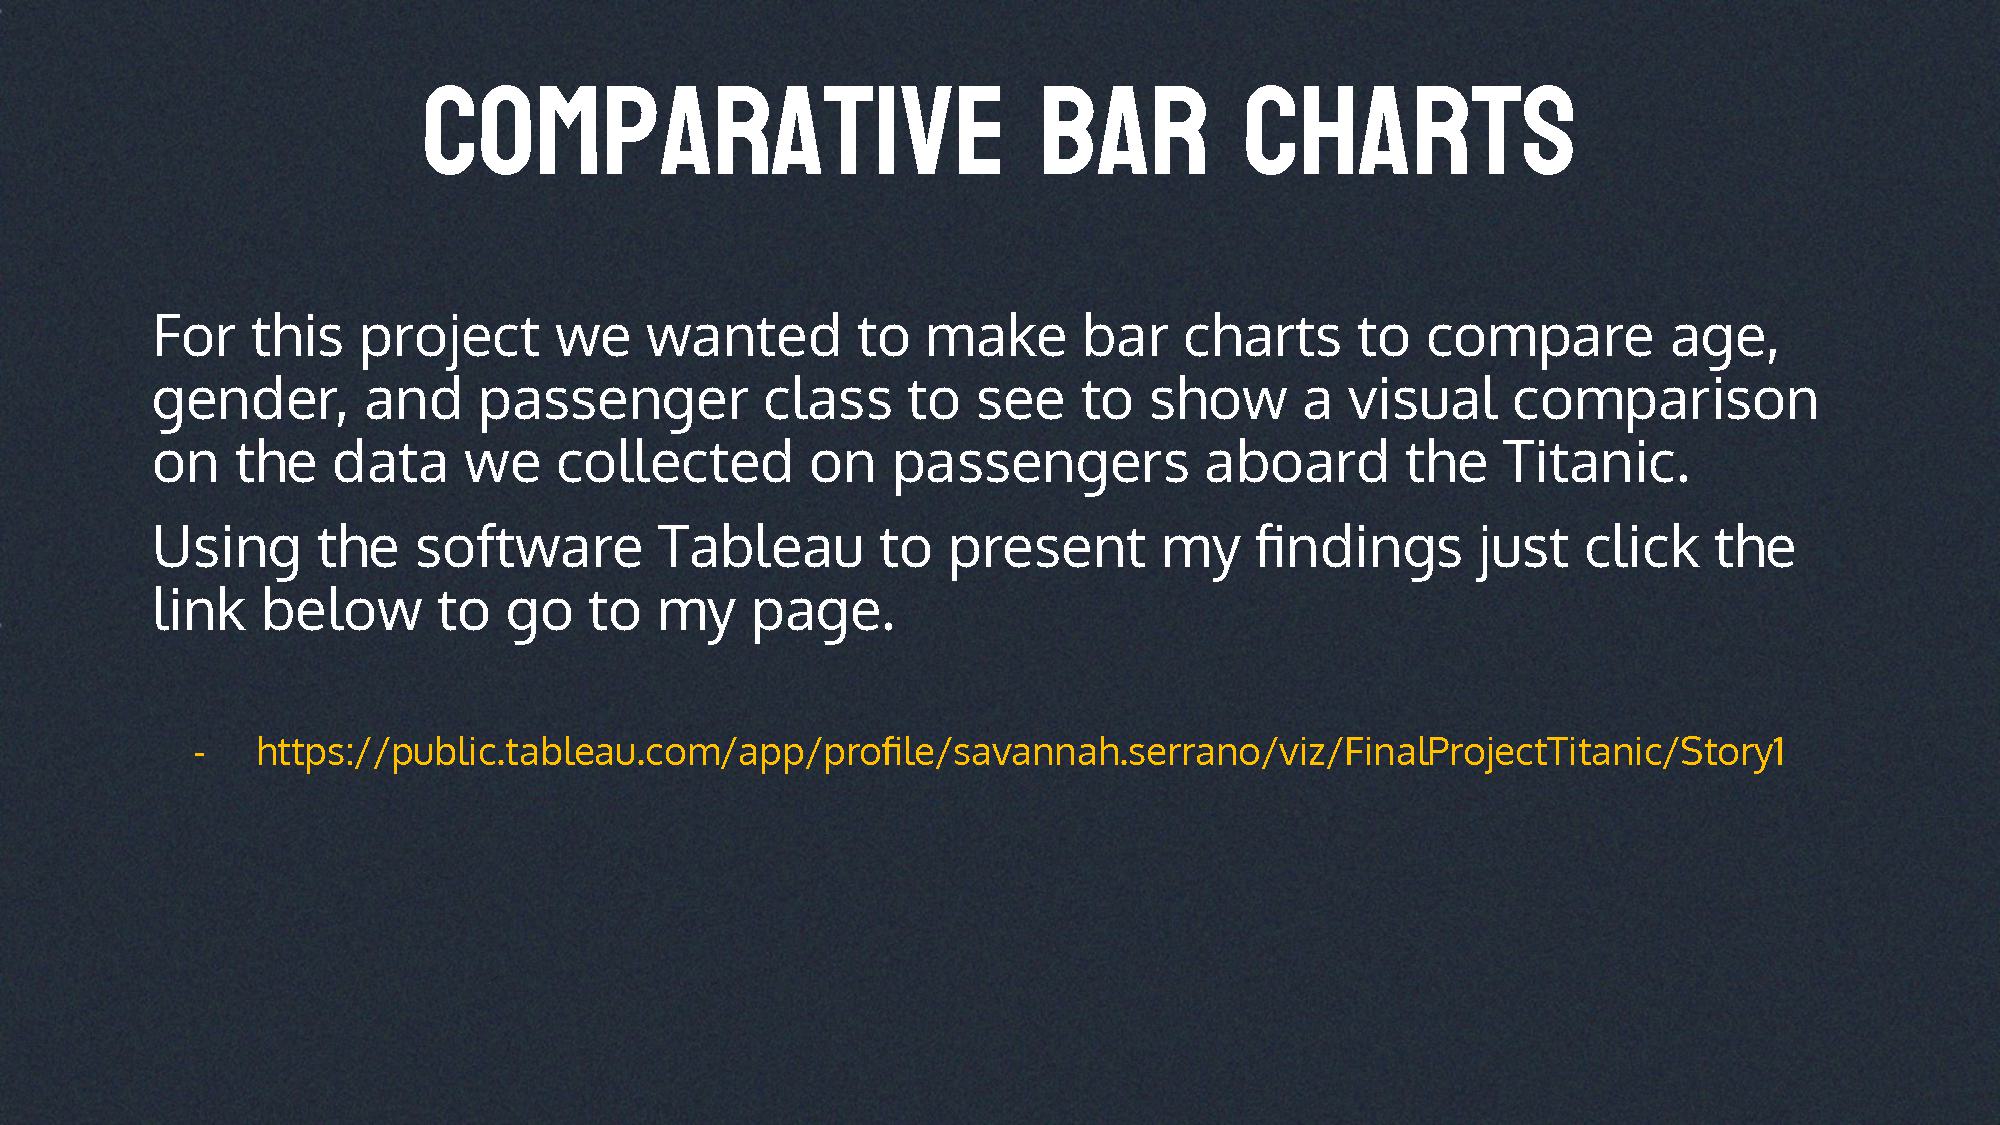 COMPARATIVE BAR CHARTS
For this project we wanted to make bar charts to compare age,
gender, and passenger class to see to show a visual comparison
on the data we collected on passengers aboard the Titanic.
Using the software Tableau to present my findings just click the
link below to go to my page.
- https://public.tableau.com/app/profile/savannah.serrano/viz/FinalProjectTitanic/Story1